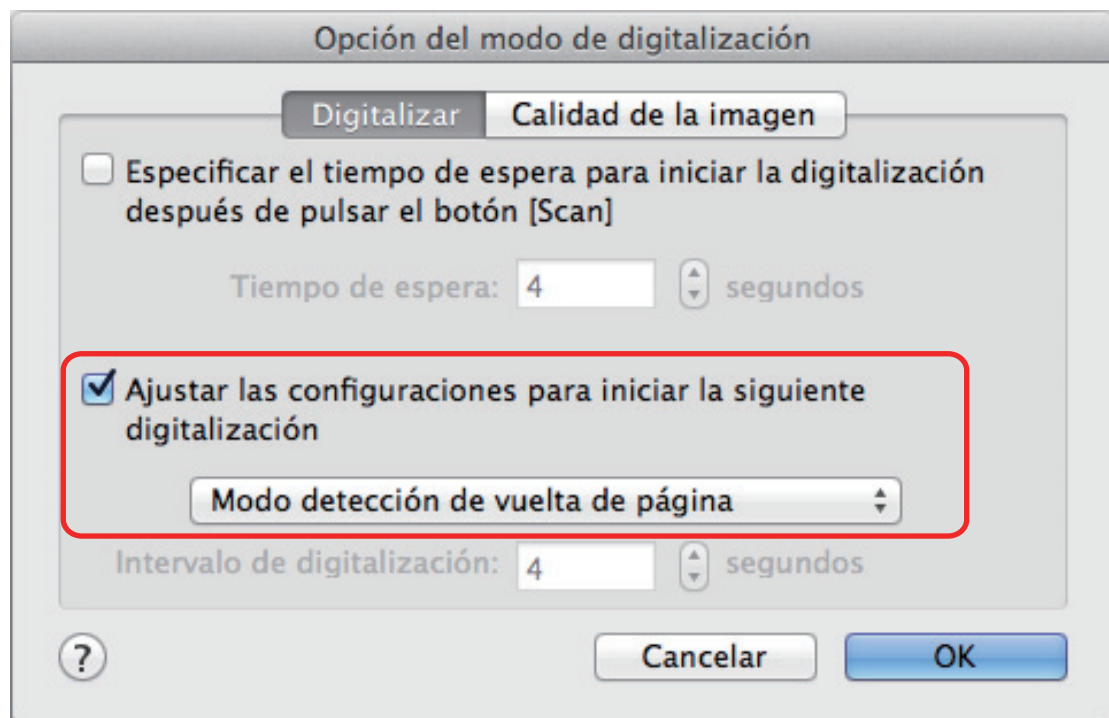 Opción del modo de digitalización
Digitalizar Calidad de la imagen
Especificar el tiempo de espera para iniciar la digitalización
después de pulsar el botón [Scan]
Tiempo de espera: 4 segundos
Ajustar las configuraciones para iniciar la siguiente
digitalización
Modo detección de vuelta de página
Intervalo de digitalización: 4 segundos
? Cancelar OK